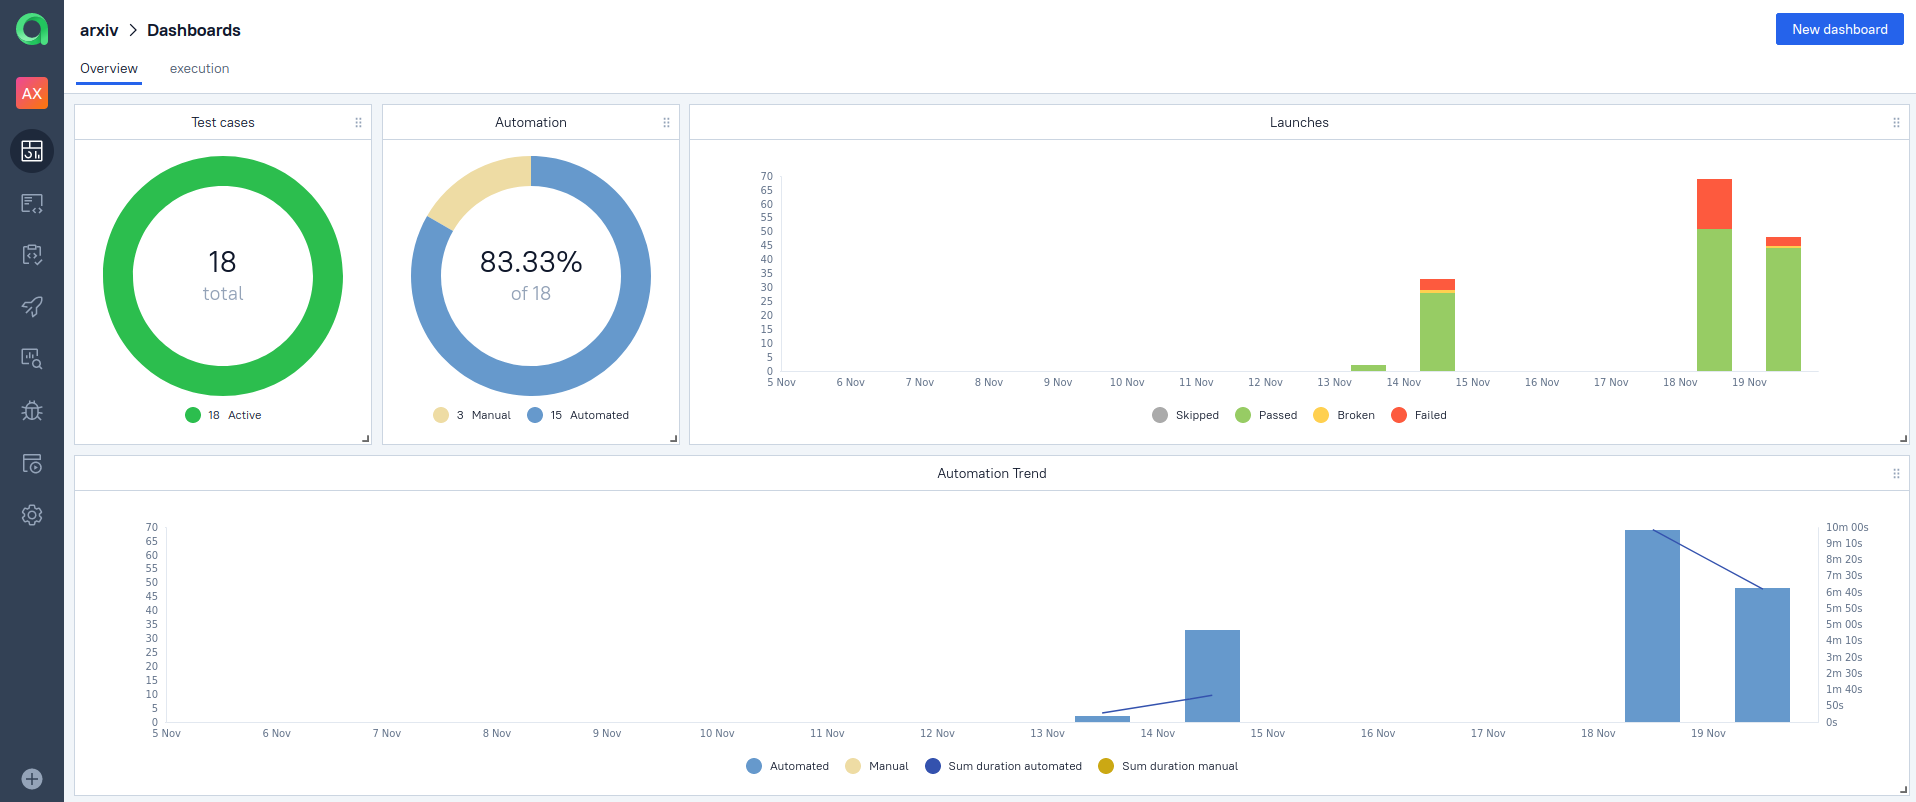 arxiv > Dashboards
New dashboard
Overview execution
AX
Test cases
18
total
18 Active
Automation
83.33%
of 18
3 Manual 15 Automated
Launches
70
65
60
55
50
45
40
35
30
25
20
15
10
5
0
5 Nov 6 Nov 7 Nov 8 Nov 9 Nov 10 Nov 11 Nov 12 Nov 13 Nov 14 Nov 15 Nov 16 Nov 17 Nov 18 Nov 19 Nov
Skipped Passed Broken Failed
Automation Trend
70 10m 00s
65 9m 10s
60 8m 20s
55 7m 30s
50 6m 40s
45 5m 50s
40 5m 00s
35 4m 10s
30 3m 20s
25 2m 30s
20 1m 40s
15 50s
10 0s
5
0
5 Nov 6 Nov 7 Nov 8 Nov 9 Nov 10 Nov 11 Nov 12 Nov 13 Nov 14 Nov 15 Nov 16 Nov 17 Nov 18 Nov 19 Nov
Automated Manual Sum duration automated Sum duration manual